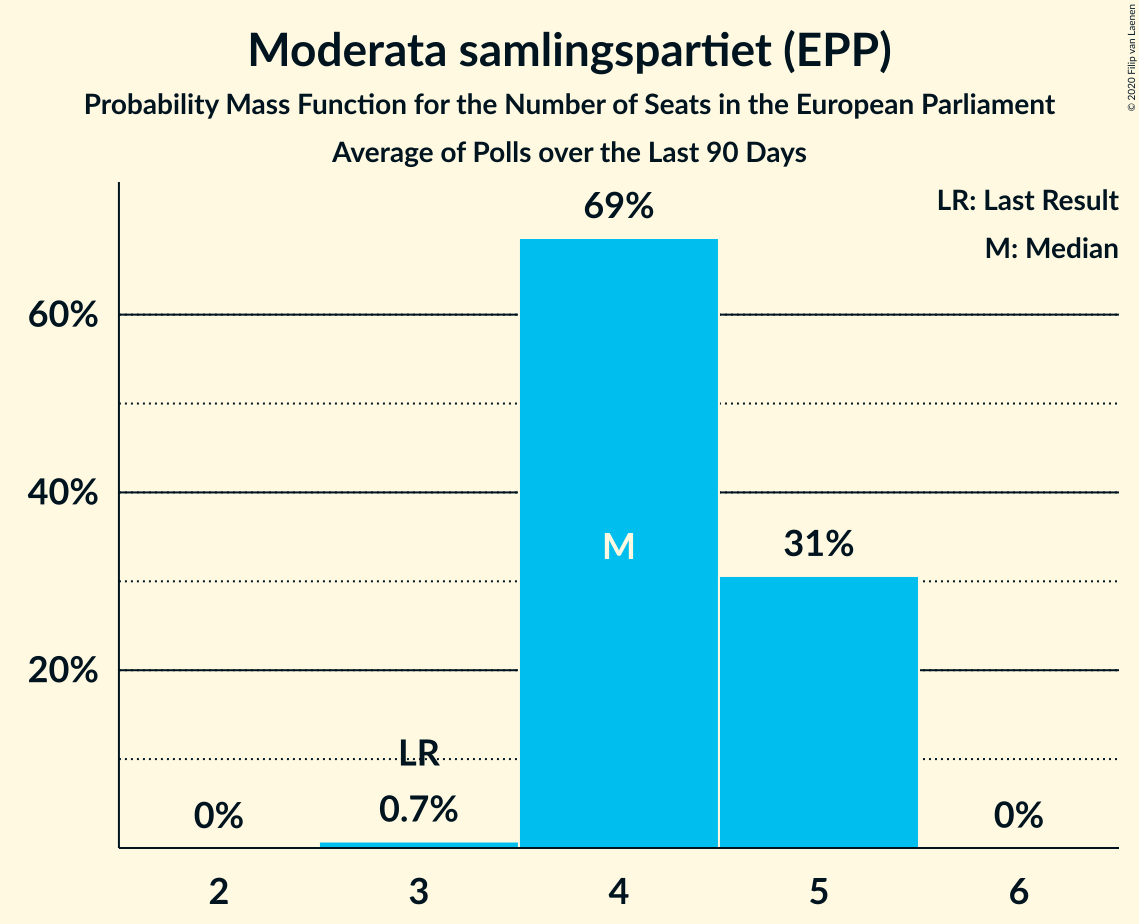 Moderata samlingspartiet (EPP)
Probability Mass Function for the Number of Seats in the European Parliament
Average of Polls over the Last 90 Days
© 2020 Filip van Laenen
LR: Last Result
M: Median
69%
60%
40%
M
31%
20%
LR
0%
0.7%
0%
2
3
4
5
6